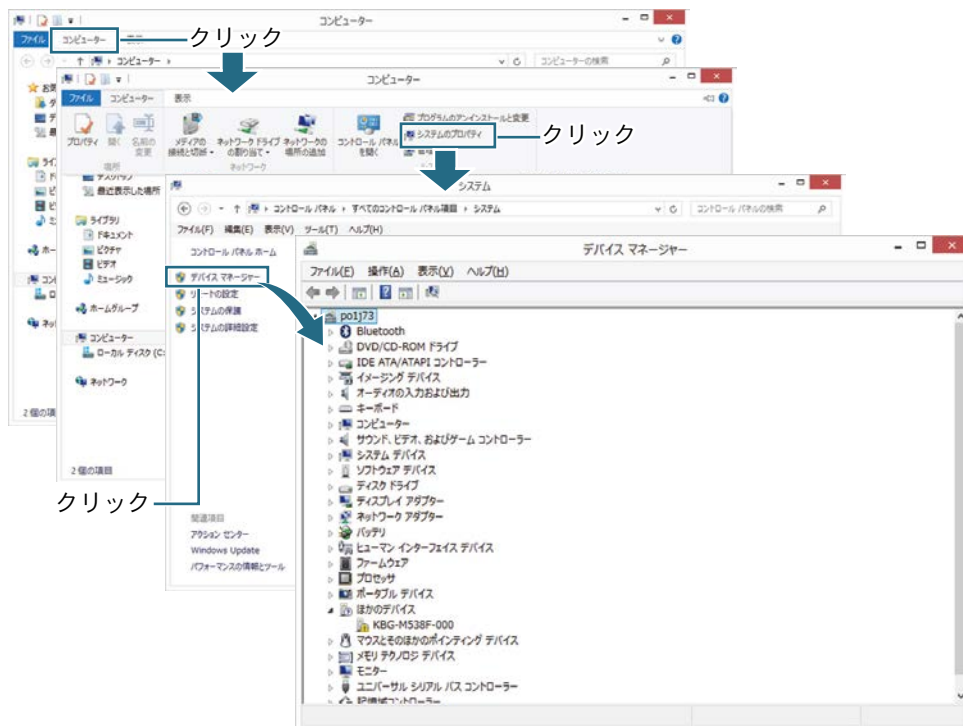 コンピューター
ファイル
コンピューター
クリック
コンピューター
コンピューターの検索
コンピューター
ファイル
コンピューター
表示
プロパティ
開く
名前の
変更
メディアの
接続と切断
ネットワーク ドライブ
の割り当て
ネットワークの
場所の追加
コントロール パネル
を開く
プログラムのアンインストールと変更
システムのプロパティ
クリック
場所
ネットワーク
最近表示した場所
ライブラリ
ドキュメント
ピクチャ
ビデオ
ミュージック
ホームグループ
コンピューター
ローカル ディスク (C:
ネットワーク
2 個の項
2 個の項目
システム
コントロール パネル
すべてのコントロール パネル項目
システム
コントロール パネルの検索
ファイル(F)
編集(E)
表示(V)
ツール(T)
ヘルプ(H)
コントロール パネル ホーム
デバイス マネージャー
リモートの設定
システムの保護
システムの詳細設定
クリック
関連項目
アクション センター
Windows Update
パフォーマンスの情報とツール
デバイス マネージャー
ファイル(F)
操作(A)
表示(V)
ヘルプ(H)
po1j73
Bluetooth
DVD/CD-ROM ドライブ
IDE ATA/ATAPI コントローラー
イメージング デバイス
オーディオの入力および出力
キーボード
コンピューター
サウンド、ビデオ、およびゲーム コントローラー
システム デバイス
ソフトウェア デバイス
ディスク ドライブ
ディスプレイ アダプター
ネットワーク アダプター
バッテリ
ヒューマン インターフェイス デバイス
ファームウェア
プロセッサ
ポータブル デバイス
ほかのデバイス
KBG-M538F-000
マウスとそのほかのポインティング デバイス
メモリ テクノロジ デバイス
モニター
ユニバーサル シリアル バス コントローラー
記憶域コントローラー